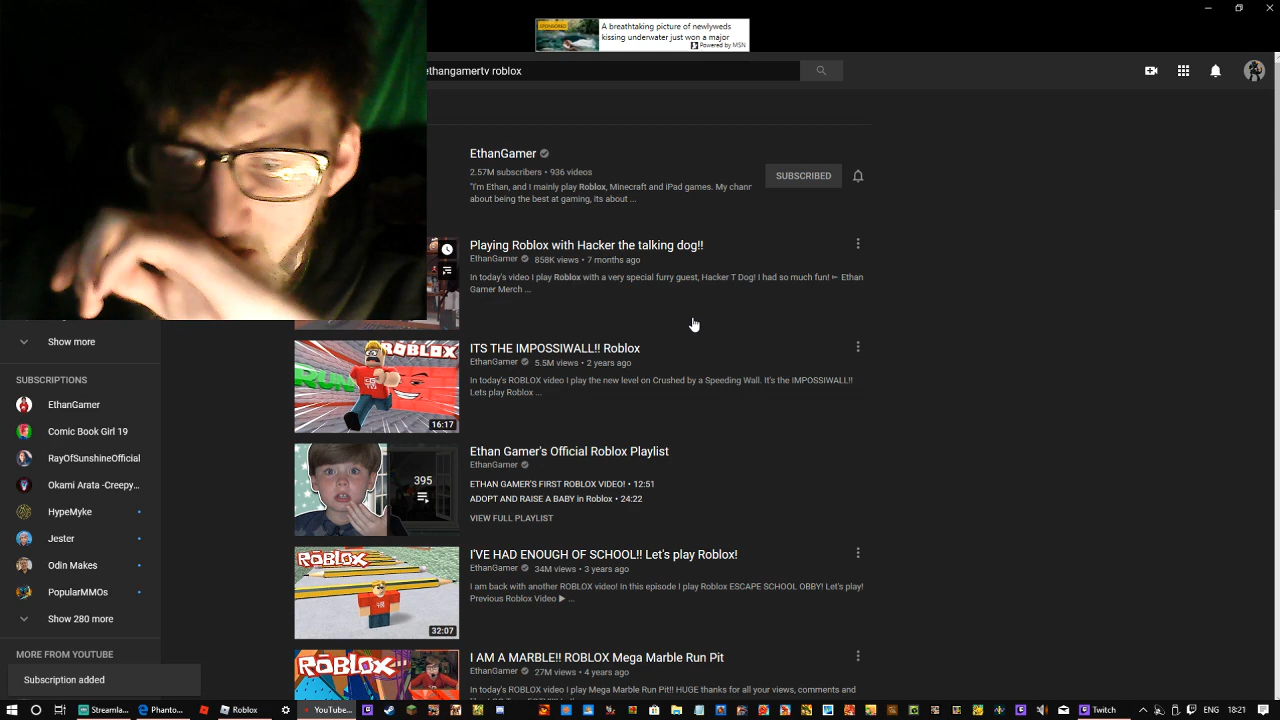 SPONSORED
A breathtaking picture of newlyweds
kissing underwater just won a major
Powered by MSN
ethangamertv roblox
EthanGamer
2.57M subscribers • 936 videos
"I'm Ethan, and I mainly play Roblox, Minecraft and iPad games. My chann
about being the best at gaming, its about ...
SUBSCRIBED
Playing Roblox with Hacker the talking dog!!
EthanGamer 858K views • 7 months ago
In today's video I play Roblox with a very special furry guest, Hacker T Dog! I had so much fun! ➳ Ethan
Gamer Merch ...
Show more
SUBSCRIPTIONS
EthanGamer
Comic Book Girl 19
RayOfSunshineOfficial
Okami Arata -Creepy...
HypeMyke
Jester
Odin Makes
PopularMMOs
Show 280 more
MORE FROM YOUTUBE
Subscription added
ROBLOX
RUN
16:17
ITS THE IMPOSSIWALL!! Roblox
EthanGamer 5.5M views • 2 years ago
In today's ROBLOX video I play the new level on Crushed by a Speeding Wall. It's the IMPOSSIWALL!!
Lets play Roblox ...
395
Ethan Gamer's Official Roblox Playlist
EthanGamer
ETHAN GAMER'S FIRST ROBLOX VIDEO! • 12:51
ADOPT AND RAISE A BABY in Roblox • 24:22
VIEW FULL PLAYLIST
ROBLOX
32:07
I'VE HAD ENOUGH OF SCHOOL!! Let's play Roblox!
EthanGamer 34M views • 3 years ago
I am back with another ROBLOX video! In this episode I play Roblox ESCAPE SCHOOL OBBY! Let's play!
Previous Roblox Video ▶ ...
ROBLOX
I AM A MARBLE!! ROBLOX Mega Marble Run Pit
EthanGamer 27M views • 4 years ago
In today's ROBLOX video I play Mega Marble Run Pit!! HUGE thanks for all your views, comments and
Streamla...
Phanto...
Roblox
YouTube...
Twitch
ENG
18:21